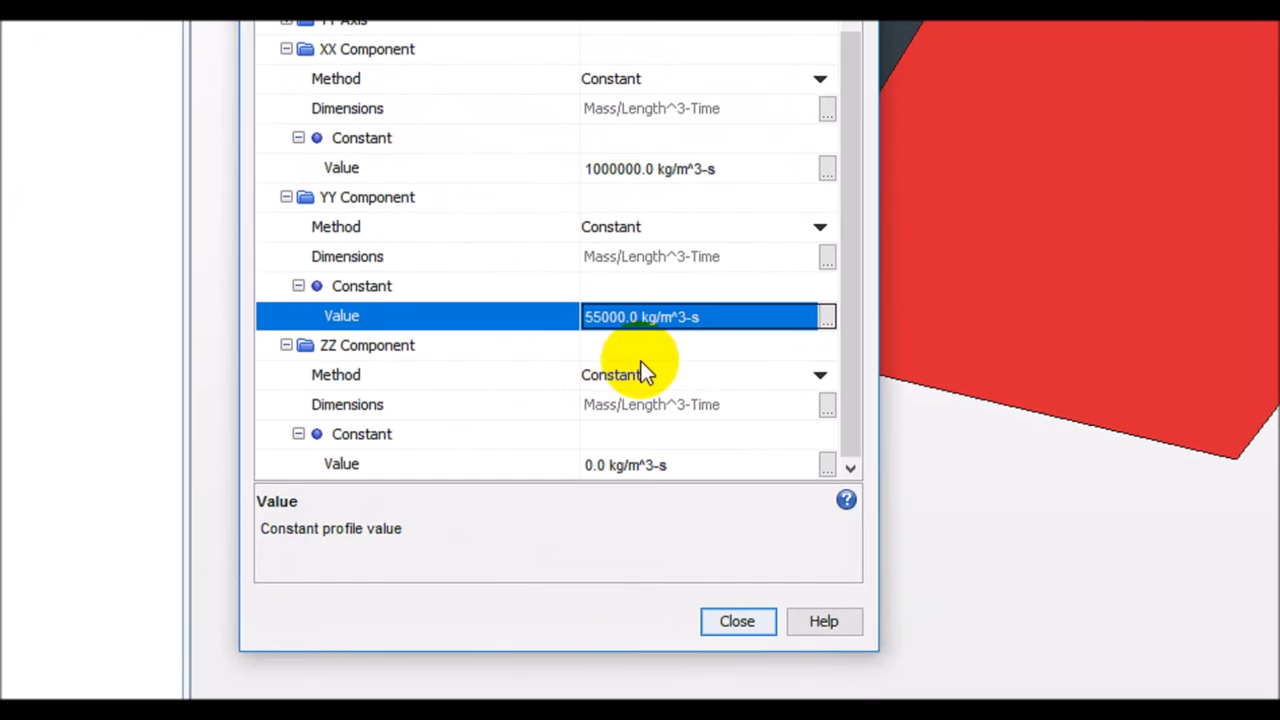 YY Axis
XX Component
Method Constant
Dimensions Mass/Length^3-Time
Constant
Value 1000000.0 kg/m^3-s
YY Component
Method Constant
Dimensions Mass/Length^3-Time
Constant
Value 55000.0 kg/m^3-s
ZZ Component
Method Constant
Dimensions Mass/Length^3-Time
Constant
Value 0.0 kg/m^3-s
Value
Constant profile value
Close Help